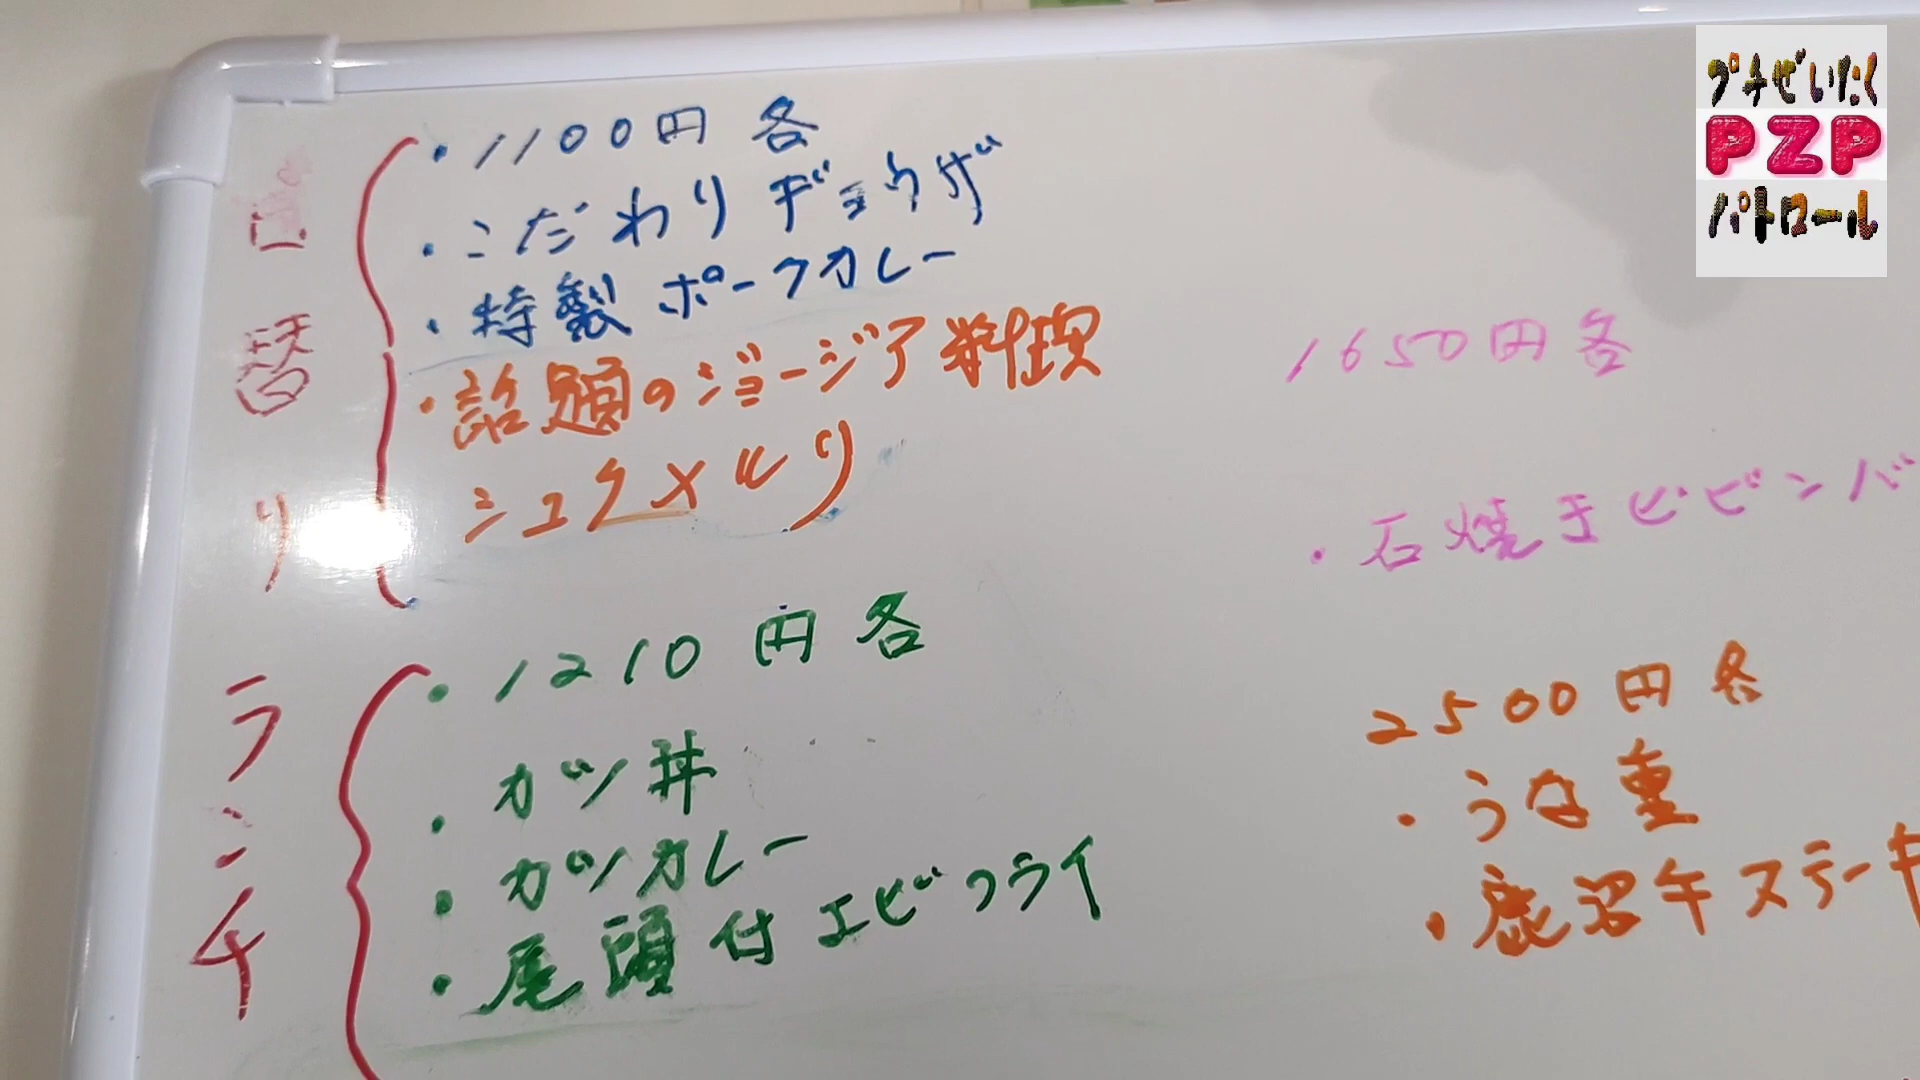 日替り
ランチ
・1100円 各
・こだわり ギョウザ
・特製 ポークカレー
・話題のジョージア料理
シュクメルリ
・1210円 各
・カツ丼
・カツカレー
・尾頭付エビフライ
1650円各
・石焼きビビンバ
2500円各
・うな重
・鹿沼牛ステーキ
プチぜいたく
PZP
パトロール